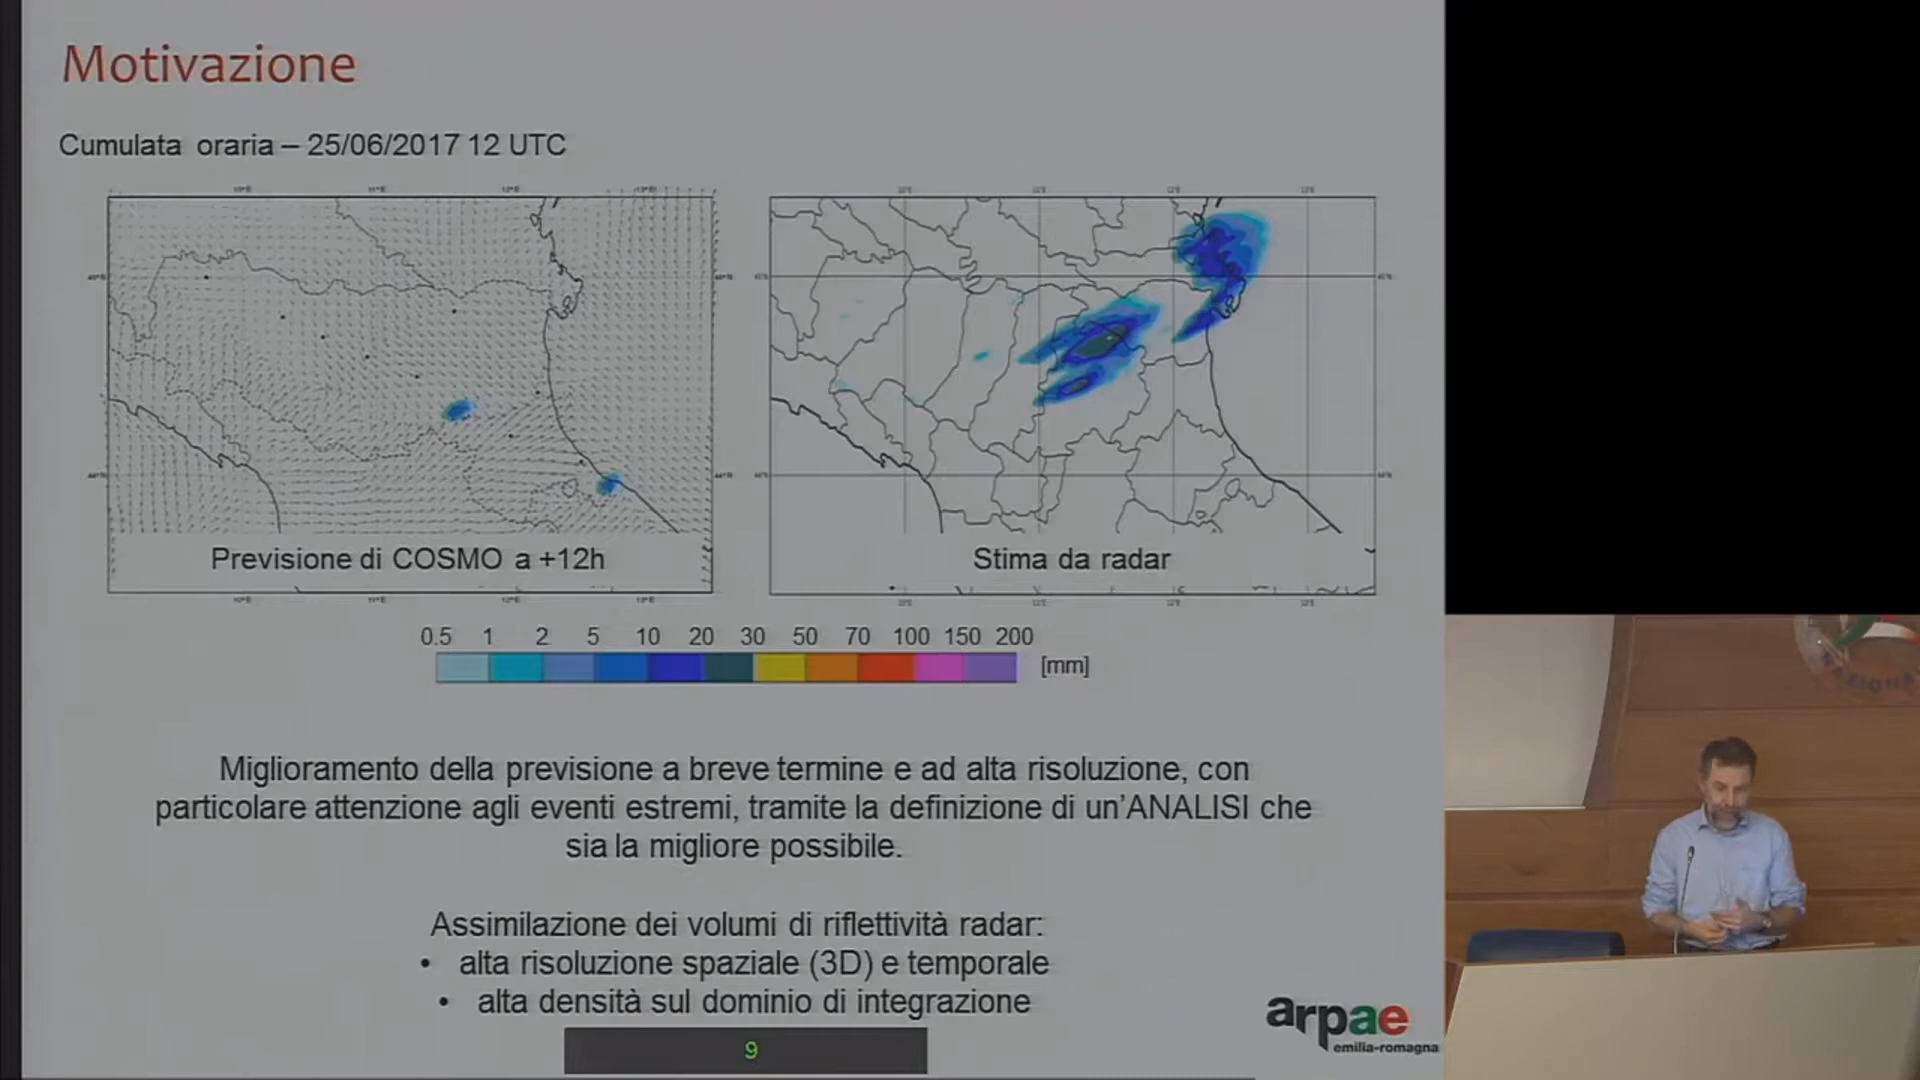 Motivazione
Cumulata oraria – 25/06/2017 12 UTC
Previsione di COSMO a +12h
Stima da radar
0.5 1 2 5 10 20 30 50 70 100 150 200
[mm]
Miglioramento della previsione a breve termine e ad alta risoluzione, con
particolare attenzione agli eventi estremi, tramite la definizione di un’ANALISI che
sia la migliore possibile.
Assimilazione dei volumi di riflettività radar:
• alta risoluzione spaziale (3D) e temporale
• alta densità sul dominio di integrazione
arpae
emilia-romagna
9